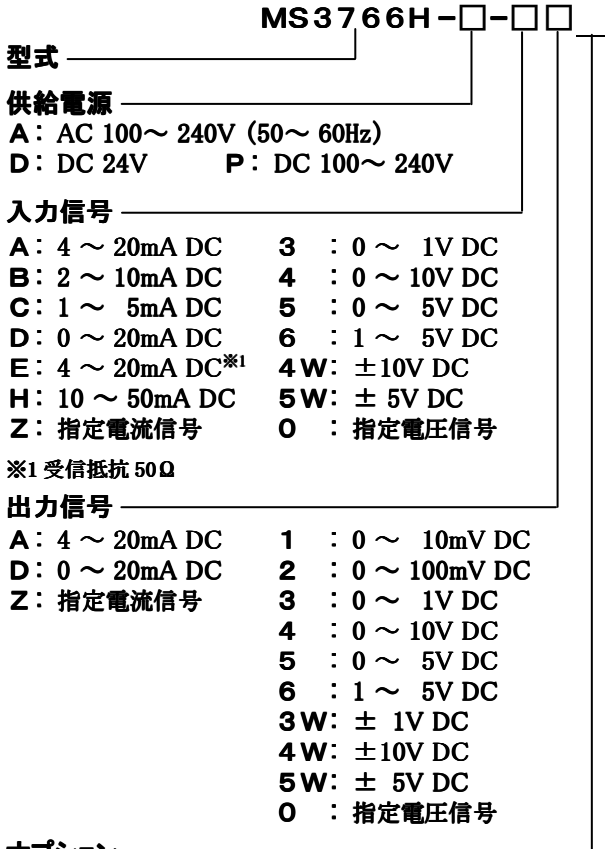 MS3766H-□-□□
型式
供給電源
A: AC 100～240V (50～60Hz)
D: DC 24V P: DC 100～240V
入力信号
A: 4～20mA DC 3 : 0～ 1V DC
B: 2～10mA DC 4 : 0～10V DC
C: 1～ 5mA DC 5 : 0～ 5V DC
D: 0～20mA DC 6 : 1～ 5V DC
E: 4～20mA DC※1 4W: ±10V DC
H: 10～50mA DC 5W: ± 5V DC
Z: 指定電流信号 0 : 指定電圧信号
※1 受信抵抗 50Ω
出力信号
A: 4～20mA DC 1 : 0～ 10mV DC
D: 0～20mA DC 2 : 0～100mV DC
Z: 指定電流信号 3 : 0～ 1V DC
4 : 0～10V DC
5 : 0～ 5V DC
6 : 1～ 5V DC
3W: ± 1V DC
4W: ±10V DC
5W: ± 5V DC
0 : 指定電圧信号
オプション